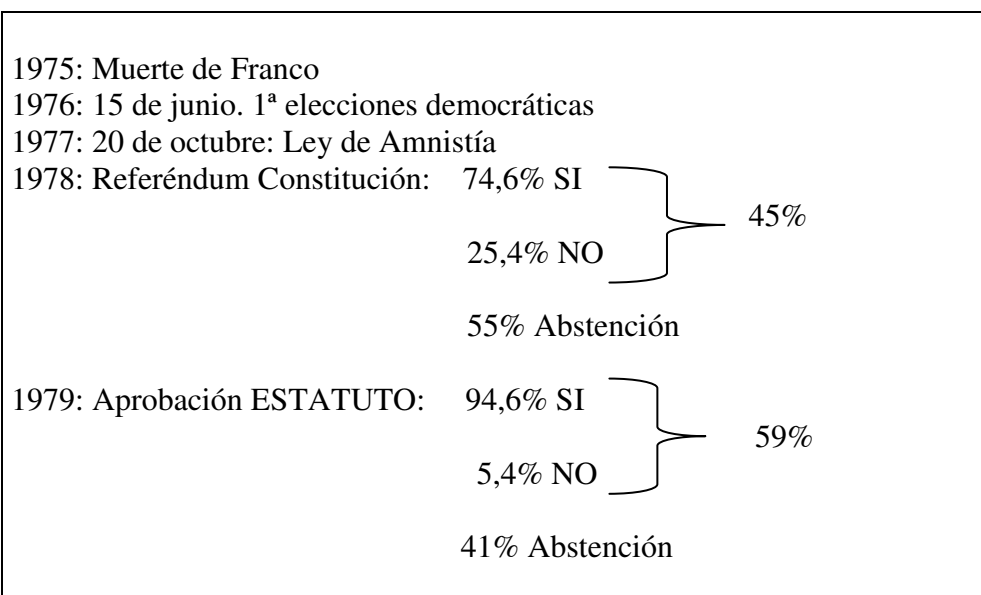 1975: Muerte de Franco
1976: 15 de junio. 1ª elecciones democráticas
1977: 20 de octubre: Ley de Amnistía
1978: Referéndum Constitución: 74,6% SI
45%
25,4% NO
55% Abstención
1979: Aprobación ESTATUTO: 94,6% SI
59%
5,4% NO
41% Abstención